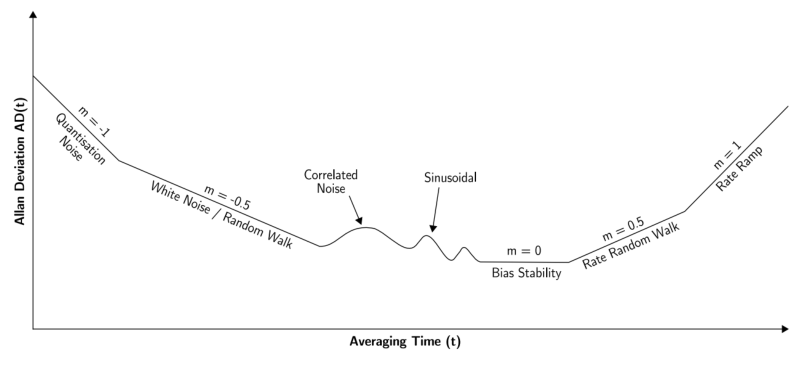 Allan Deviation AD(t)
m = -1
Quantisation
Noise
m = -0.5
White Noise / Random Walk
Correlated
Noise
Sinusoidal
m = 0
Bias Stability
m = 0.5
Rate Random Walk
m = 1
Rate Ramp
Averaging Time (t)